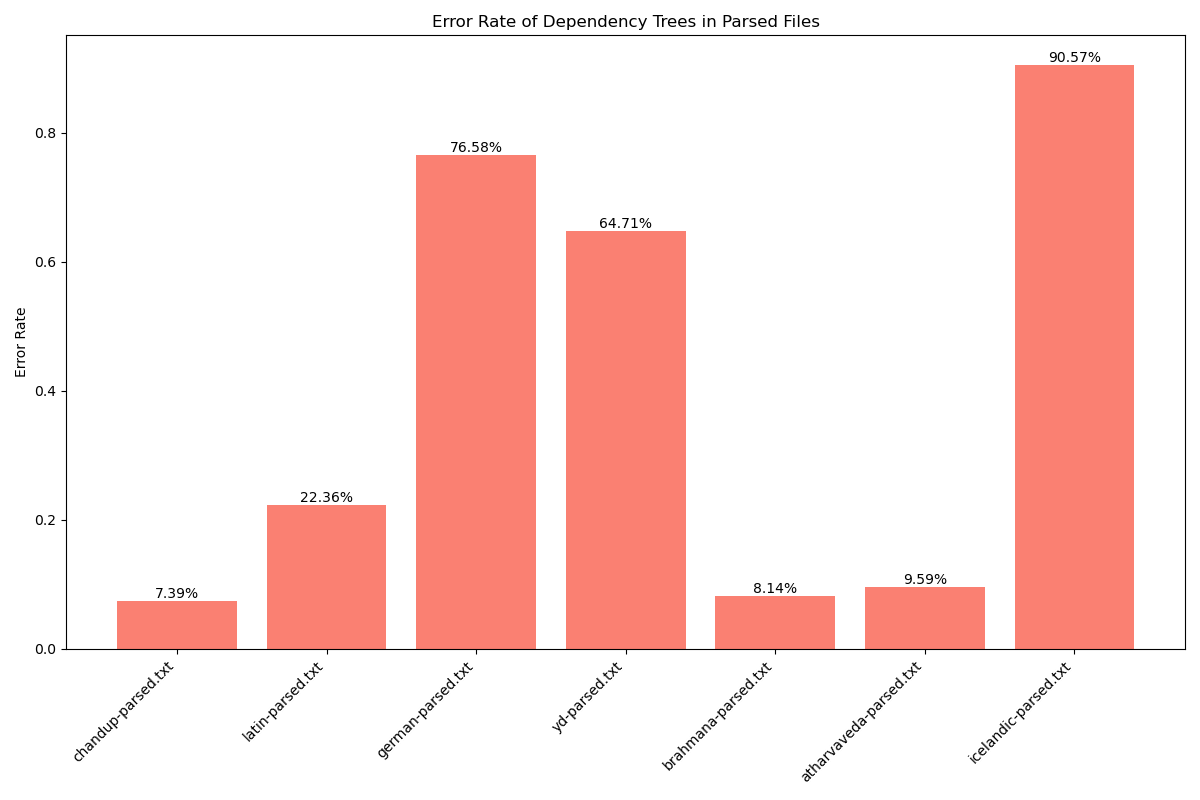 Error Rate of Dependency Trees in Parsed Files
90.57%
0.8
76.58%
64.71%
0.6
Error Rate
0.4
22.36%
0.2
9.59%
8.14%
7.39%
0.0
chandup-parsed.txt
latin-parsed.txt
german-parsed.txt
yd-parsed.txt
brahmana-parsed.txt
atharvaveda-parsed.txt
icelandic-parsed.txt